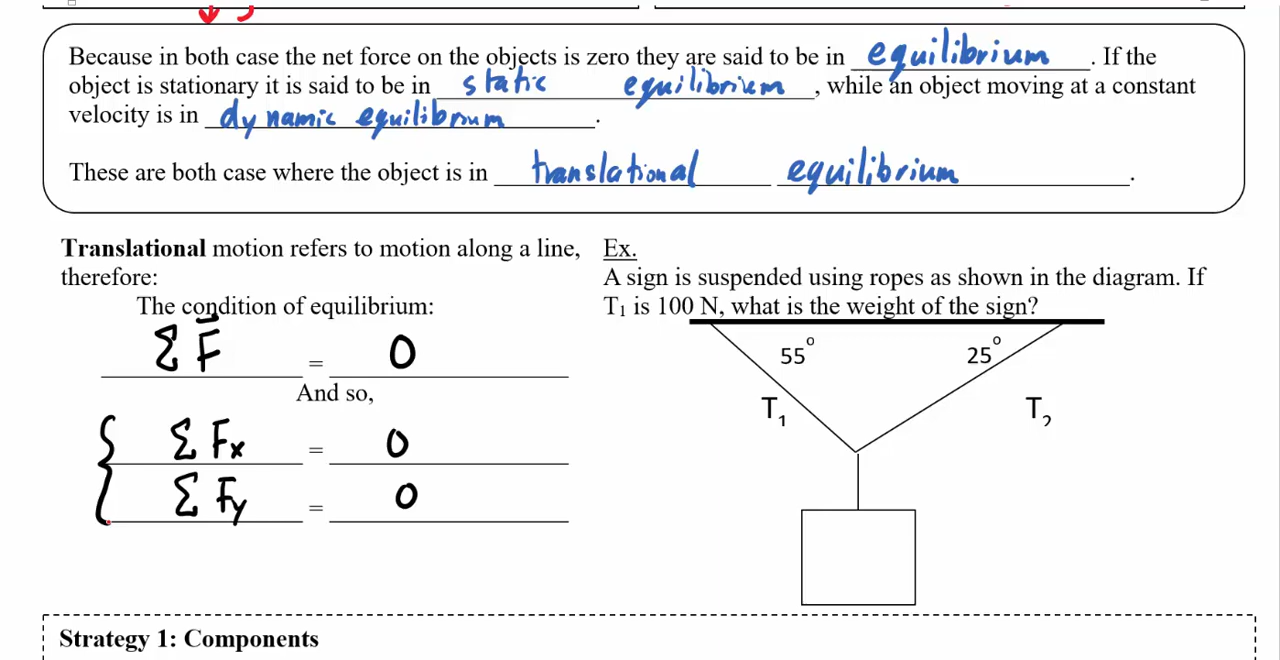 Because in both case the net force on the objects is zero they are said to be in equilibrium. If the
object is stationary it is said to be in static equilibrium, while an object moving at a constant
velocity is in dynamic equilibrium.
These are both case where the object is in translational equilibrium.
Translational motion refers to motion along a line,
therefore:
The condition of equilibrium:
Σ F⃗ = 0
And so,
Σ Fx = 0
Σ Fy = 0
Ex.
A sign is suspended using ropes as shown in the diagram. If
T₁ is 100 N, what is the weight of the sign?
55° 25°
T₁ T₂
Strategy 1: Components